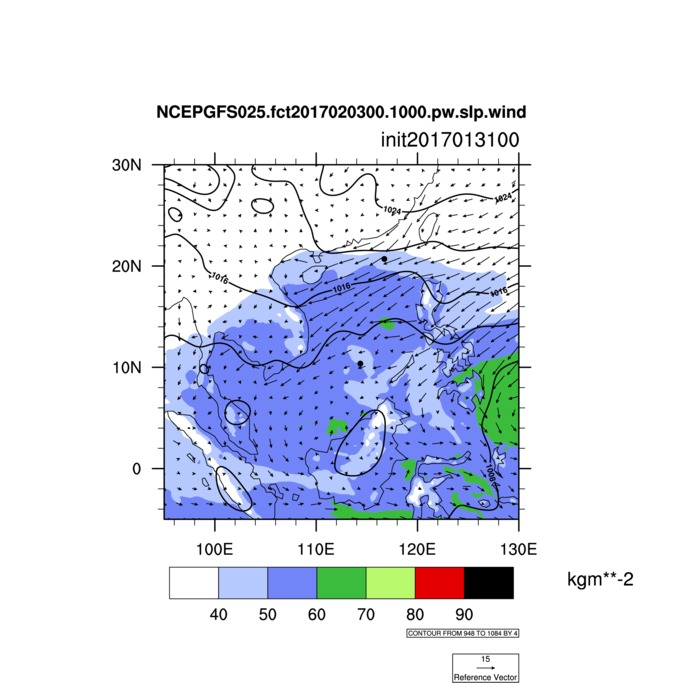 NCEPGFS025.fct2017020300.1000.pw.slp.wind
init2017013100
30N
1024
1024
20N
1016
1016
1016
10N
0
1008
100E 110E 120E 130E
kgm**-2
40 50 60 70 80 90
CONTOUR FROM 948 TO 1084 BY 4
15
Reference Vector